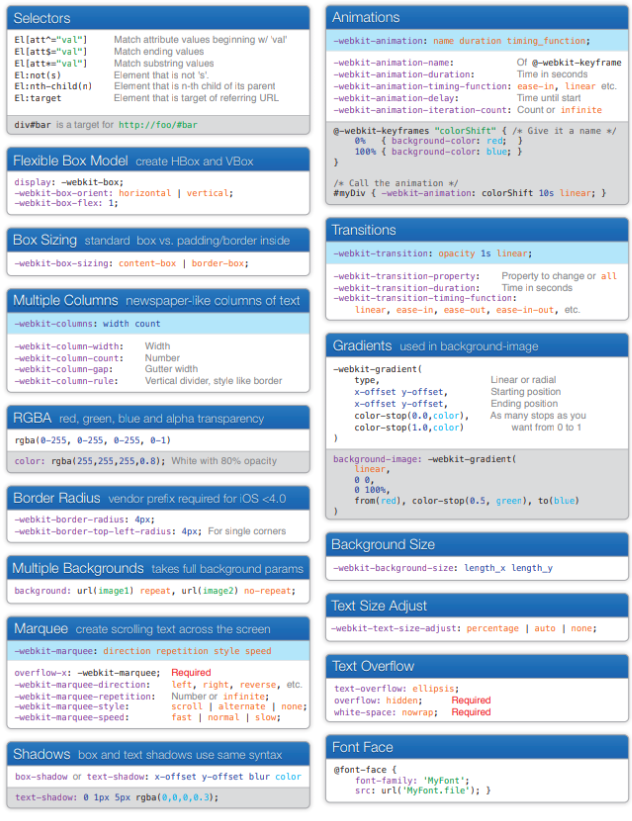 Selectors
El[att^="val"] Match attribute values beginning w/ 'val'
El[att$="val"] Match ending values
El[att*="val"] Match substring values
El:not(s) Element that is not 's'.
El:nth-child(n) Element that is n-th child of its parent
El:target Element that is target of referring URL
div#bar is a target for http://foo/#bar
Flexible Box Model create HBox and VBox
display: -webkit-box;
-webkit-box-orient: horizontal | vertical;
-webkit-box-flex: 1;
Box Sizing standard box vs. padding/border inside
-webkit-box-sizing: content-box | border-box;
Multiple Columns newspaper-like columns of text
-webkit-columns: width count
-webkit-column-width: Width
-webkit-column-count: Number
-webkit-column-gap: Gutter width
-webkit-column-rule: Vertical divider, style like border
RGBA red, green, blue and alpha transparency
rgba(0-255, 0-255, 0-255, 0-1)
color: rgba(255,255,255,0.8); White with 80% opacity
Border Radius vendor prefix required for iOS <4.0
-webkit-border-radius: 4px;
-webkit-border-top-left-radius: 4px; For single corners
Multiple Backgrounds takes full background params
background: url(image1) repeat, url(image2) no-repeat;
Marquee create scrolling text across the screen
-webkit-marquee: direction repetition style speed
overflow-x: -webkit-marquee; Required
-webkit-marquee-direction: left, right, reverse, etc.
-webkit-marquee-repetition: Number or infinite;
-webkit-marquee-style: scroll | alternate | none;
-webkit-marquee-speed: fast | normal | slow;
Shadows box and text shadows use same syntax
box-shadow or text-shadow: x-offset y-offset blur color
text-shadow: 0 1px 5px rgba(0,0,0,0.3);
Animations
-webkit-animation: name duration timing_function;
-webkit-animation-name: Of @-webkit-keyframe
-webkit-animation-duration: Time in seconds
-webkit-animation-timing-function: ease-in, linear etc.
-webkit-animation-delay: Time until start
-webkit-animation-iteration-count: Count or infinite
@-webkit-keyframes "colorShift" { /* Give it a name */
0% { background-color: red; }
100% { background-color: blue; }
}
/* Call the animation */
#myDiv { -webkit-animation: colorShift 10s linear; }
Transitions
-webkit-transition: opacity 1s linear;
-webkit-transition-property: Property to change or all
-webkit-transition-duration: Time in seconds
-webkit-transition-timing-function:
linear, ease-in, ease-out, ease-in-out, etc.
Gradients used in background-image
-webkit-gradient(
type, Linear or radial
x-offset y-offset, Starting position
x-offset y-offset, Ending position
color-stop(0.0,color), As many stops as you
color-stop(1.0,color) want from 0 to 1
)
background-image: -webkit-gradient(
linear,
0 0,
0 100%,
from(red), color-stop(0.5, green), to(blue)
)
Background Size
-webkit-background-size: length_x length_y
Text Size Adjust
-webkit-text-size-adjust: percentage | auto | none;
Text Overflow
text-overflow: ellipsis;
overflow: hidden; Required
white-space: nowrap; Required
Font Face
@font-face {
font-family: 'MyFont';
src: url('MyFont.file'); }